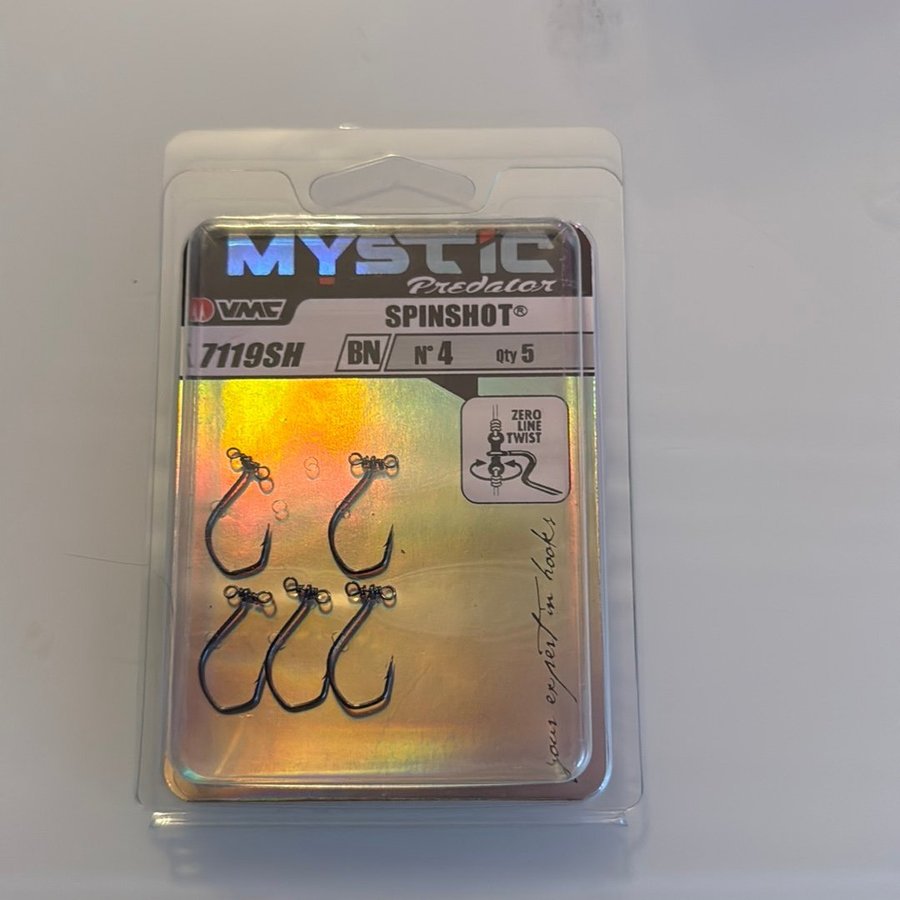 MYSTIC
Predator
VMC
SPINSHOT®
7119SH BN N° 4 Qty 5
ZERO
LINE
TWIST
your expert in hooks